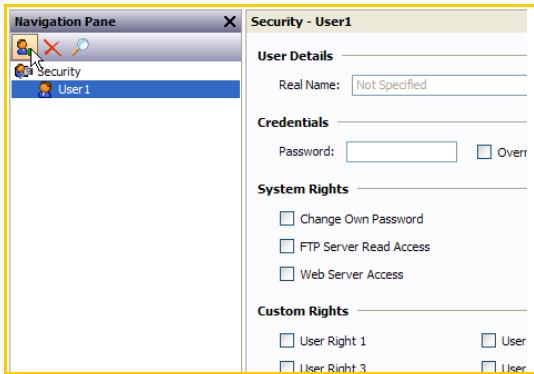 Navigation Pane
Security
User1
Security - User1
User Details
Real Name: Not Specified
Credentials
Password:
Overr
System Rights
Change Own Password
FTP Server Read Access
Web Server Access
Custom Rights
User Right 1
User
User Right 3
User